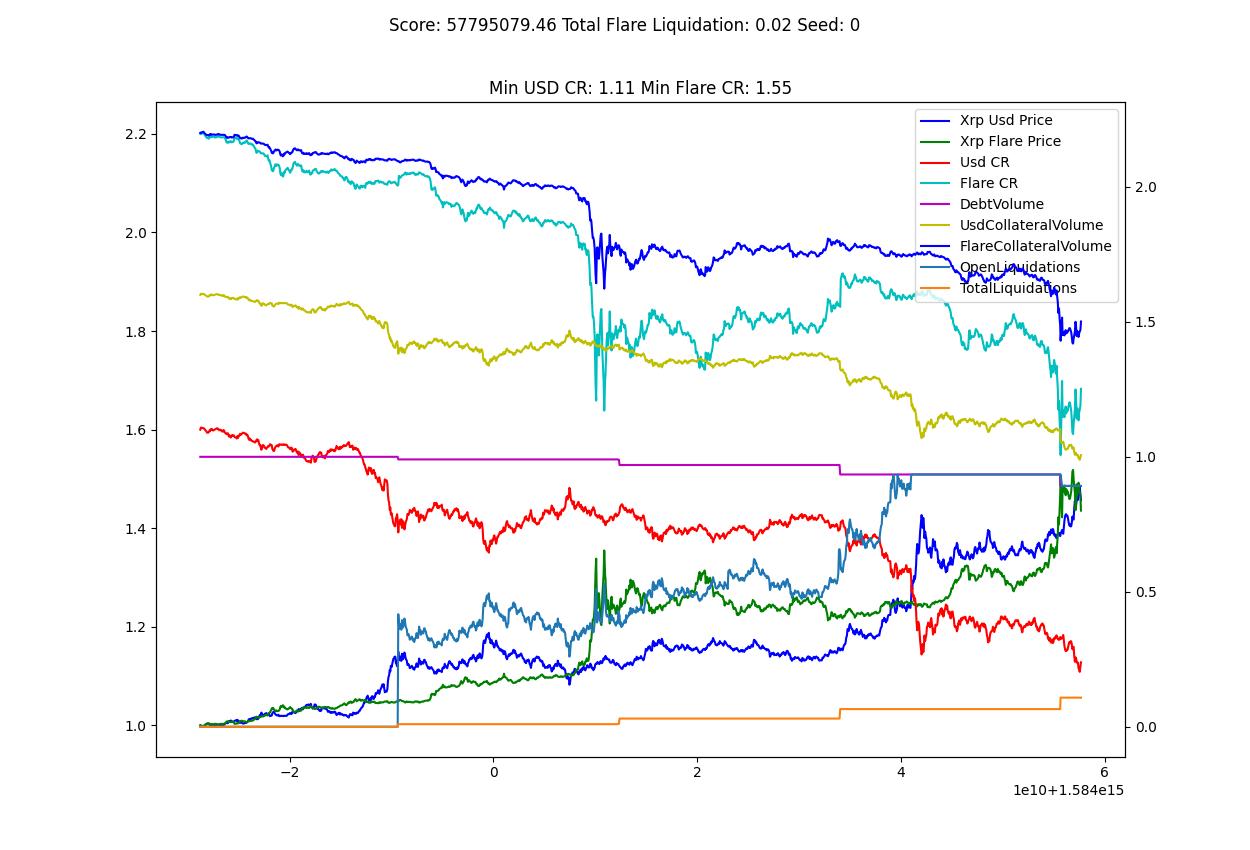 Score: 57795079.46 Total Flare Liquidation: 0.02 Seed: 0
Min USD CR: 1.11 Min Flare CR: 1.55
Xrp Usd Price
Xrp Flare Price
Usd CR
Flare CR
DebtVolume
UsdCollateralVolume
FlareCollateralVolume
OpenLiquidations
TotalLiquidations
2.2
2.0
1.8
1.6
1.4
1.2
1.0
2.0
1.5
1.0
0.5
0.0
−2
0
2
4
6
1e10+1.584e15